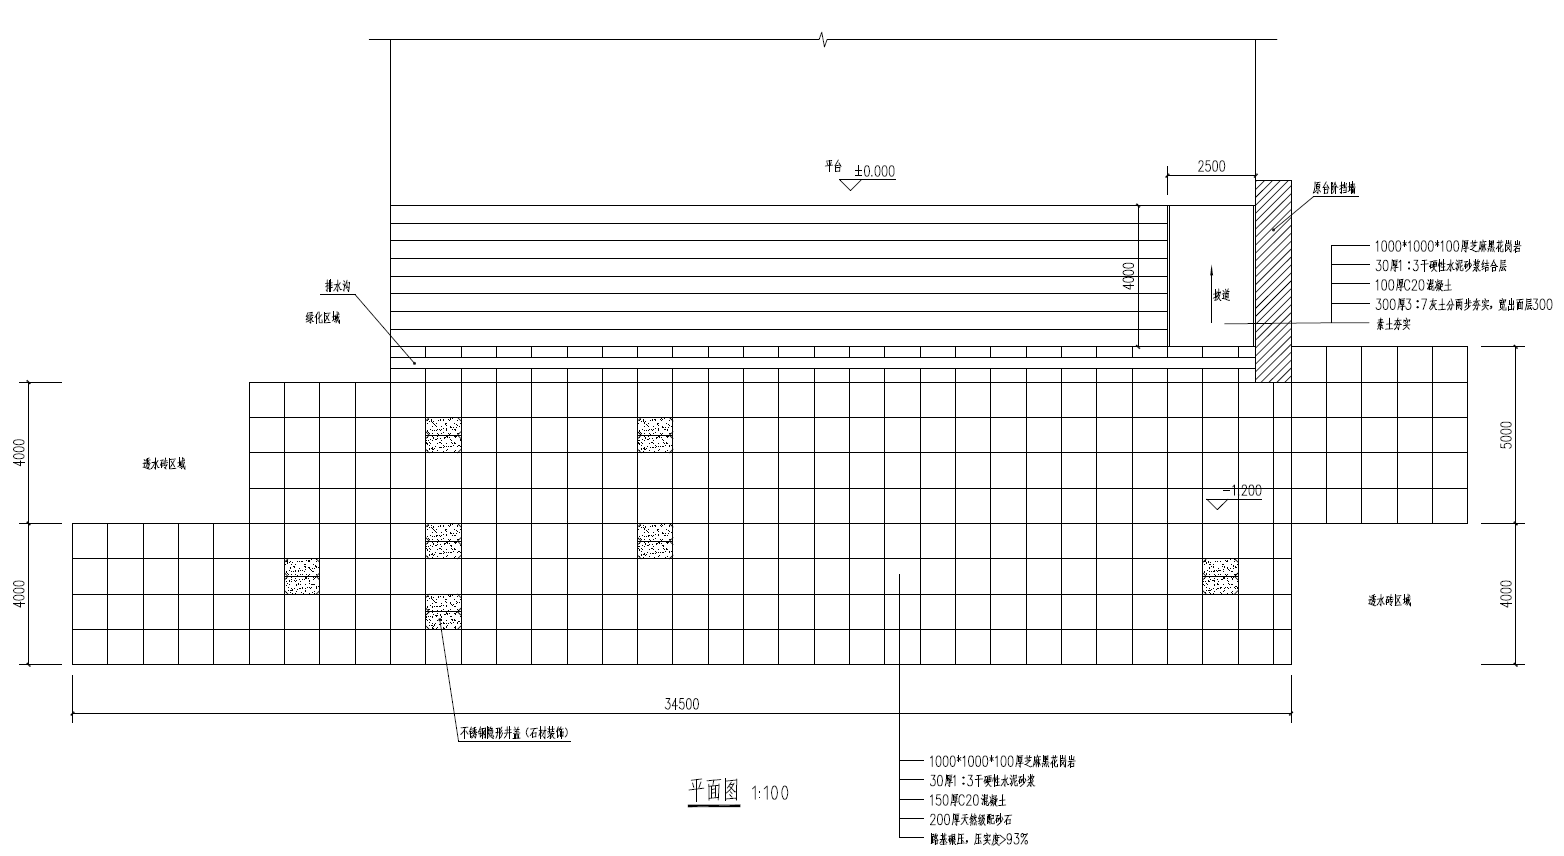 平台
±0.000
2500
原台阶挡墙
1000*1000*100厚芝麻黑花岗岩
30厚1:3干硬性水泥砂浆结合层
100厚C20混凝土
300厚3:7灰土分两步夯实，宽出面层300
素土夯实
4000
坡道
排水沟
绿化区域
4000
透水砖区域
5000
-1.200
4000
透水砖区域
4000
34500
不锈钢隐形井盖（石材装饰）
1000*1000*100厚芝麻黑花岗岩
30厚1:3干硬性水泥砂浆
150厚C20混凝土
200厚天然级配砂石
路基碾压，压实度>93%
平面图 1:100